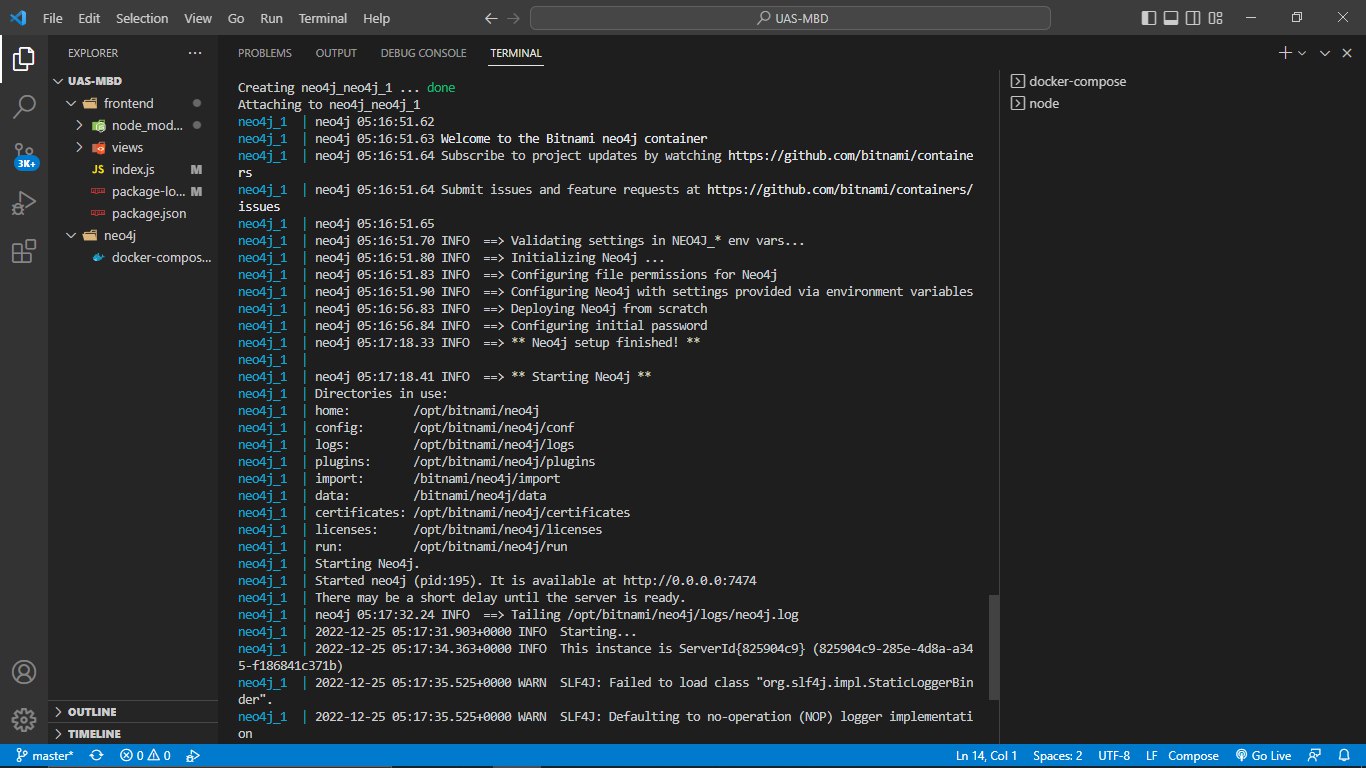 File Edit Selection View Go Run Terminal Help
UAS-MBD
EXPLORER
UAS-MBD
frontend
node_mod...
views
JS index.js M
package-lo... M
package.json
neo4j
docker-compos...
OUTLINE
TIMELINE
3K+
PROBLEMS OUTPUT DEBUG CONSOLE TERMINAL
Creating neo4j_neo4j_1 ... done
Attaching to neo4j_neo4j_1
neo4j_1 | neo4j 05:16:51.62
neo4j_1 | neo4j 05:16:51.63 Welcome to the Bitnami neo4j container
neo4j_1 | neo4j 05:16:51.64 Subscribe to project updates by watching https://github.com/bitnami/containe
rs
neo4j_1 | neo4j 05:16:51.64 Submit issues and feature requests at https://github.com/bitnami/containers/
issues
neo4j_1 | neo4j 05:16:51.65
neo4j_1 | neo4j 05:16:51.70 INFO ==> Validating settings in NEO4J_* env vars...
neo4j_1 | neo4j 05:16:51.80 INFO ==> Initializing Neo4j ...
neo4j_1 | neo4j 05:16:51.83 INFO ==> Configuring file permissions for Neo4j
neo4j_1 | neo4j 05:16:51.90 INFO ==> Configuring Neo4j with settings provided via environment variables
neo4j_1 | neo4j 05:16:56.83 INFO ==> Deploying Neo4j from scratch
neo4j_1 | neo4j 05:16:56.84 INFO ==> Configuring initial password
neo4j_1 | neo4j 05:17:18.33 INFO ==> ** Neo4j setup finished! **
neo4j_1 |
neo4j_1 | neo4j 05:17:18.41 INFO ==> ** Starting Neo4j **
neo4j_1 | Directories in use:
neo4j_1 | home: /opt/bitnami/neo4j
neo4j_1 | config: /opt/bitnami/neo4j/conf
neo4j_1 | logs: /opt/bitnami/neo4j/logs
neo4j_1 | plugins: /opt/bitnami/neo4j/plugins
neo4j_1 | import: /bitnami/neo4j/import
neo4j_1 | data: /bitnami/neo4j/data
neo4j_1 | certificates: /opt/bitnami/neo4j/certificates
neo4j_1 | licenses: /opt/bitnami/neo4j/licenses
neo4j_1 | run: /opt/bitnami/neo4j/run
neo4j_1 | Starting Neo4j.
neo4j_1 | Started neo4j (pid:195). It is available at http://0.0.0.0:7474
neo4j_1 | There may be a short delay until the server is ready.
neo4j_1 | neo4j 05:17:32.24 INFO ==> Tailing /opt/bitnami/neo4j/logs/neo4j.log
neo4j_1 | 2022-12-25 05:17:31.903+0000 INFO Starting...
neo4j_1 | 2022-12-25 05:17:34.363+0000 INFO This instance is ServerId{825904c9} (825904c9-285e-4d8a-a34
5-f186841c371b)
neo4j_1 | 2022-12-25 05:17:35.525+0000 WARN SLF4J: Failed to load class "org.slf4j.impl.StaticLoggerBin
der".
neo4j_1 | 2022-12-25 05:17:35.525+0000 WARN SLF4J: Defaulting to no-operation (NOP) logger implementati
on
docker-compose
node
master* 0 0 Ln 14, Col 1 Spaces: 2 UTF-8 LF Compose Go Live